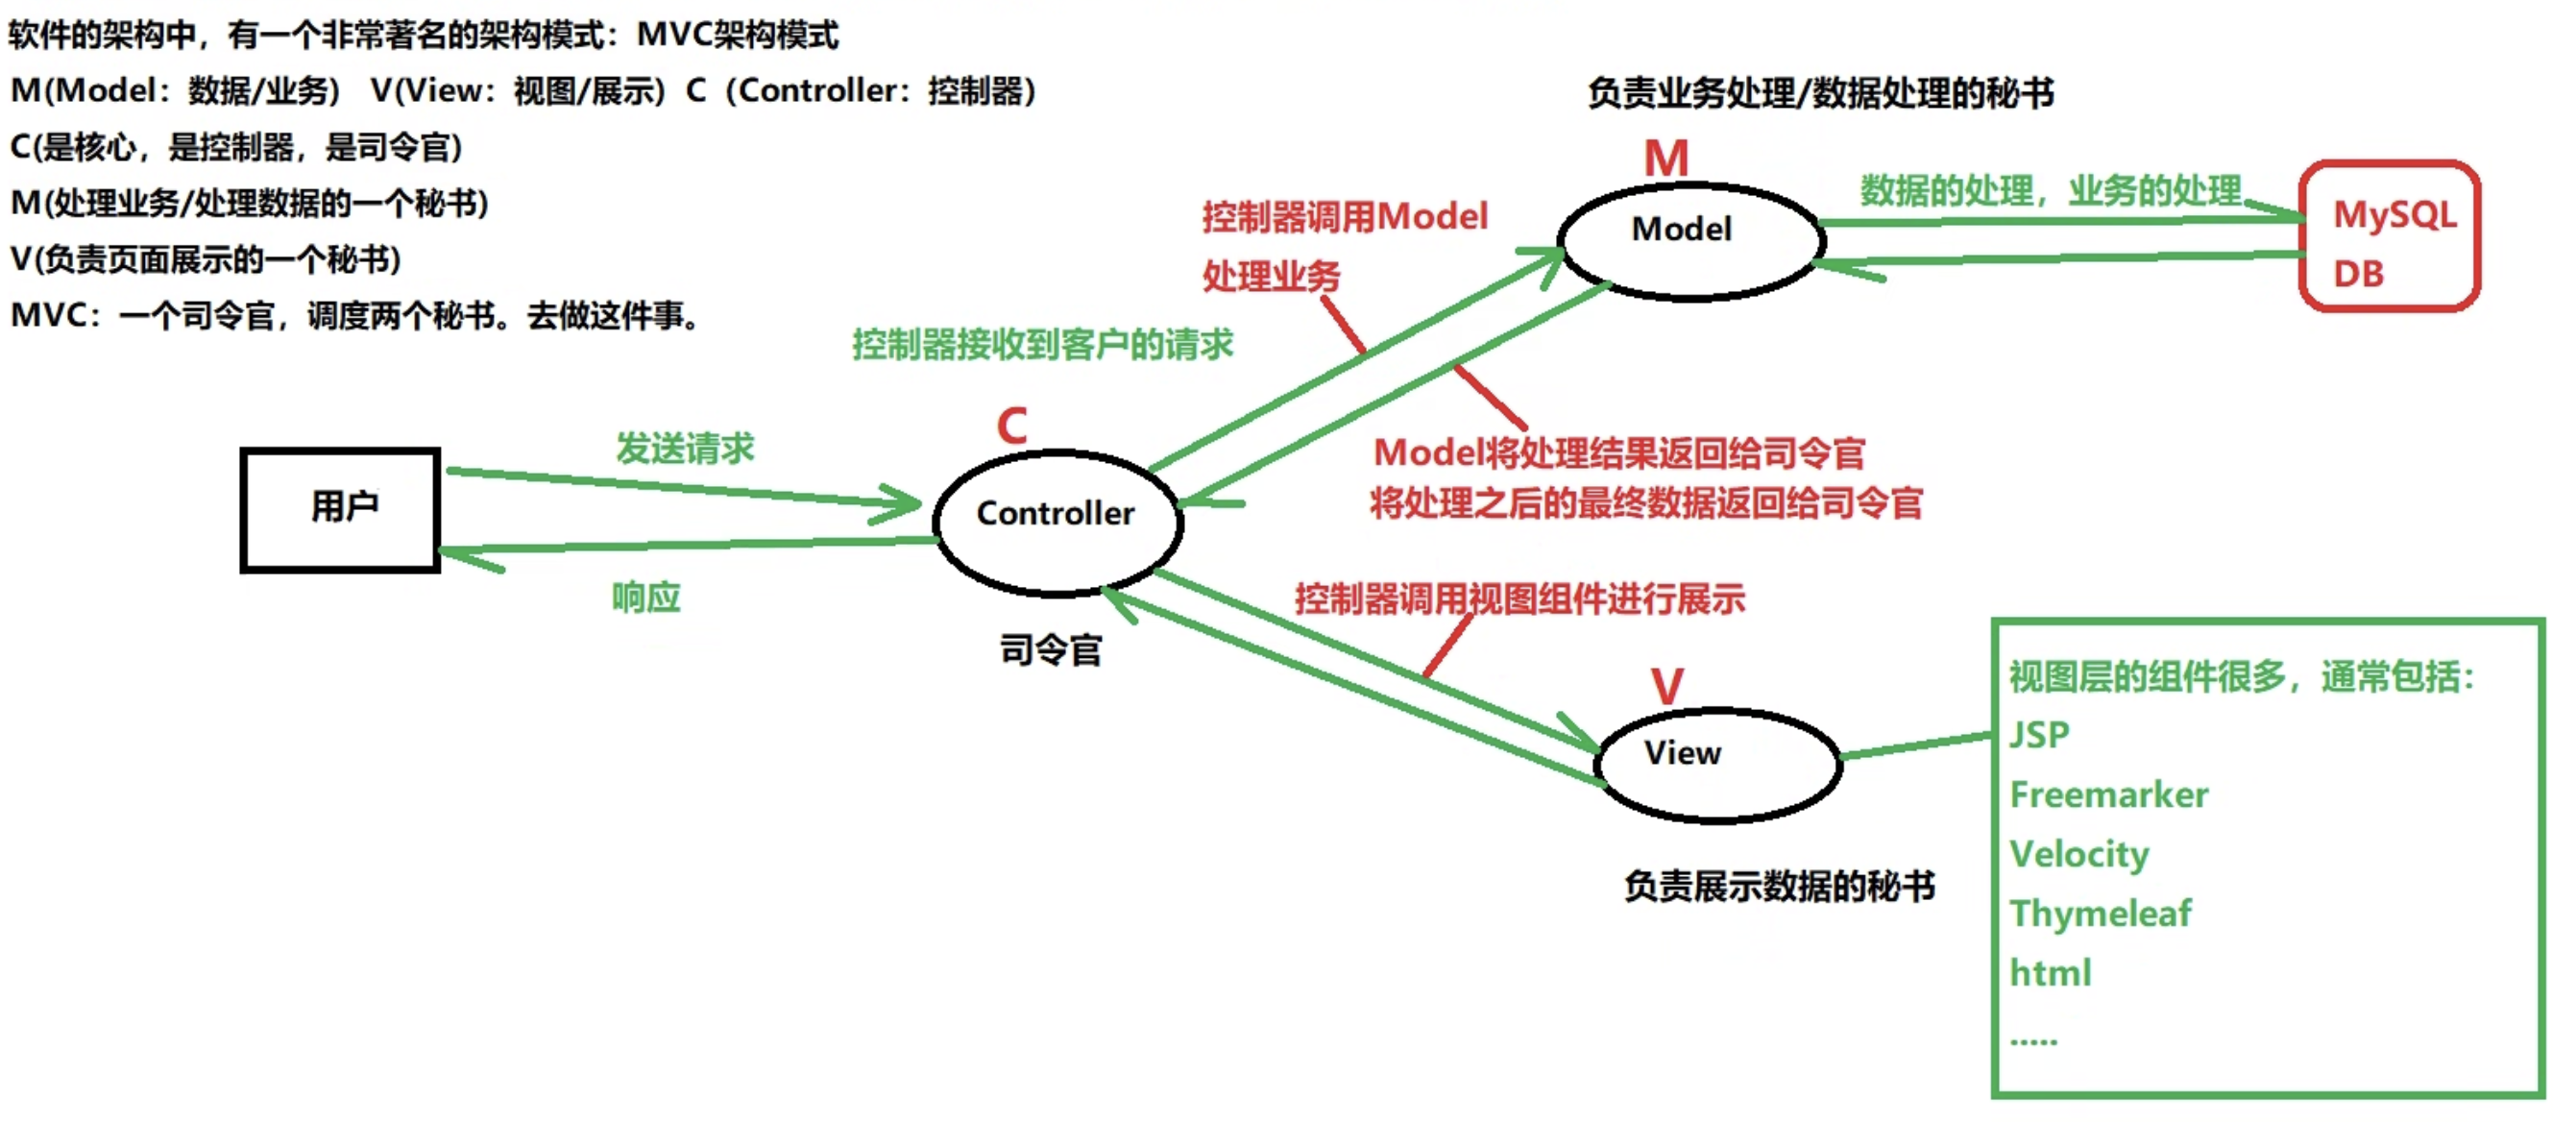 软件的架构中，有一个非常著名的架构模式：MVC架构模式
M(Model：数据/业务) V(View：视图/展示) C（Controller：控制器）
C(是核心，是控制器，是司令官)
M(处理业务/处理数据的一个秘书)
V(负责页面展示的一个秘书)
MVC：一个司令官，调度两个秘书。去做这件事。
负责业务处理/数据处理的秘书
M
Model
数据的处理，业务的处理
MySQL
DB
控制器调用Model
处理业务
控制器接收到客户的请求
C
Controller
司令官
发送请求
用户
响应
Model将处理结果返回给司令官
将处理之后的最终数据返回给司令官
控制器调用视图组件进行展示
V
View
负责展示数据的秘书
视图层的组件很多，通常包括：
JSP
Freemarker
Velocity
Thymeleaf
html
.....